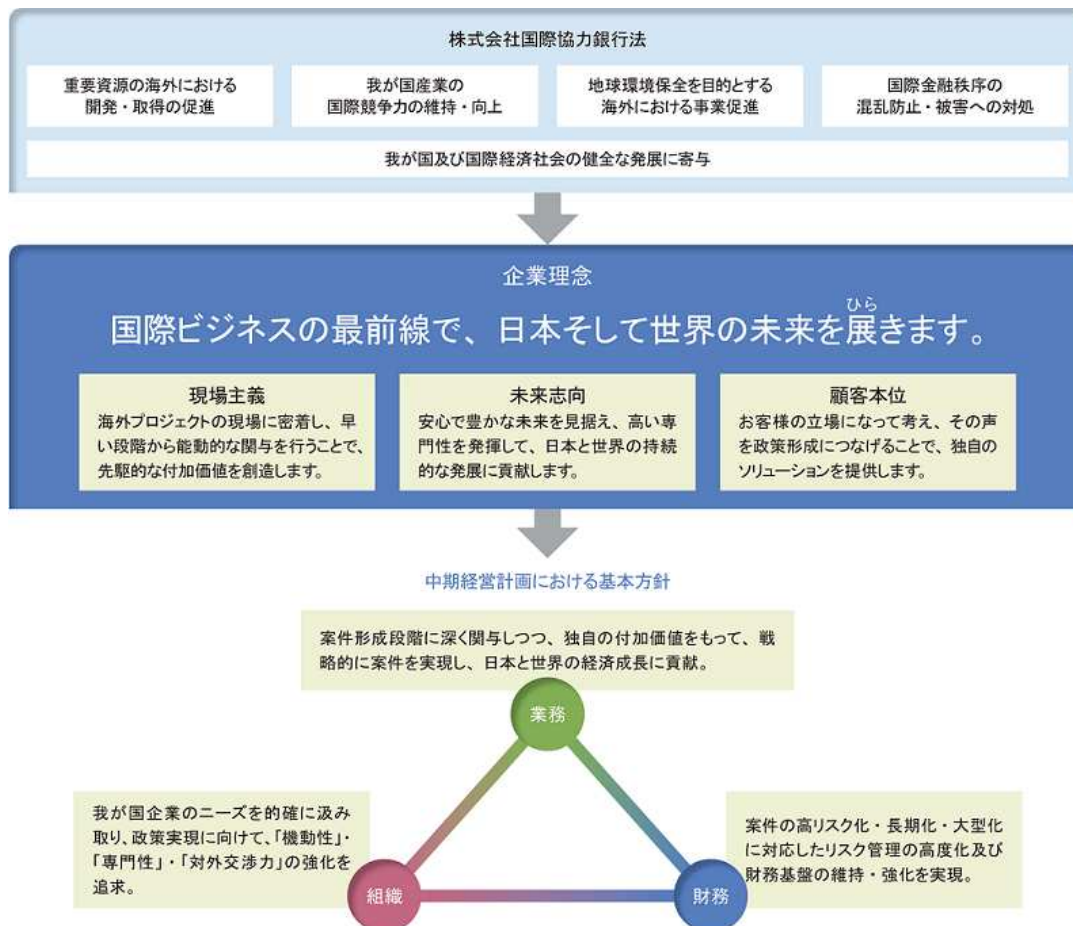 株式会社国際協力銀行法
重要資源の海外における
開発・取得の促進
我が国産業の
国際競争力の維持・向上
地球環境保全を目的とする
海外における事業促進
国際金融秩序の
混乱防止・被害への対処
我が国及び国際経済社会の健全な発展に寄与
企業理念
ひら
国際ビジネスの最前線で、日本そして世界の未来を展きます。
現場主義
海外プロジェクトの現場に密着し、早
い段階から能動的な関与を行うことで、
先駆的な付加価値を創造します。
未来志向
安心で豊かな未来を見据え、高い専
門性を発揮して、日本と世界の持続
的な発展に貢献します。
顧客本位
お客様の立場になって考え、その声
を政策形成につなげることで、独自の
ソリューションを提供します。
中期経営計画における基本方針
案件形成段階に深く関与しつつ、独自の付加価値をもって、戦
略的に案件を実現し、日本と世界の経済成長に貢献。
業務
我が国企業のニーズを的確に汲み
取り、政策実現に向けて、「機動性」・
「専門性」・「対外交渉力」の強化を
追求。
組織
案件の高リスク化・長期化・大型化
に対応したリスク管理の高度化及び
財務基盤の維持・強化を実現。
財務